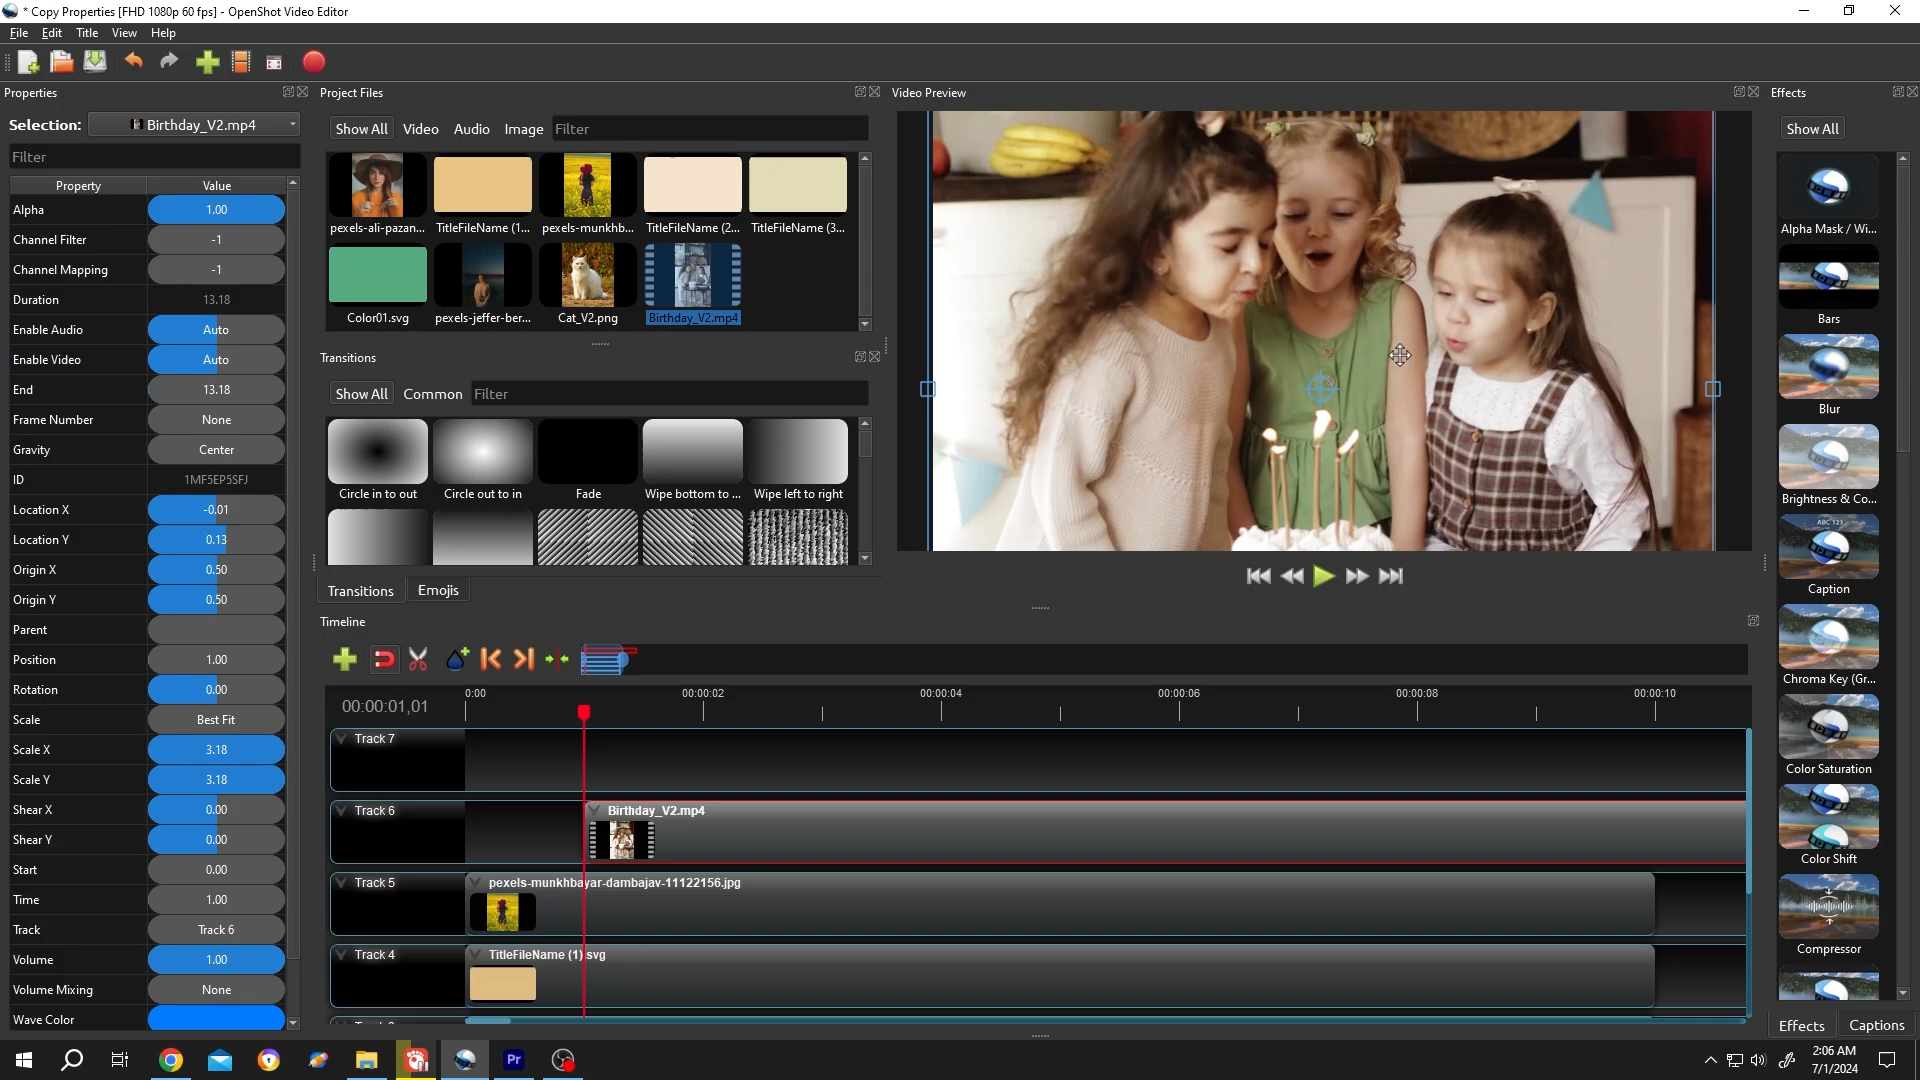 * Copy Properties [FHD 1080p 60 fps] - OpenShot Video Editor
File Edit Title View Help
Properties
Project Files
Video Preview
Effects
Selection: Birthday_V2.mp4
Show All Video Audio Image Filter
Show All
Filter
Property Value
Alpha 1.00
Channel Filter -1
Channel Mapping -1
Duration 13.18
Enable Audio Auto
Enable Video Auto
End 13.18
Frame Number None
Gravity Center
ID 1MF5EP5SFJ
Location X -0.01
Location Y 0.13
Origin X 0.50
Origin Y 0.50
Parent
Position 1.00
Rotation 0.00
Scale Best Fit
Scale X 3.18
Scale Y 3.18
Shear X 0.00
Shear Y 0.00
Start 0.00
Time 1.00
Track Track 6
Volume 1.00
Volume Mixing None
Wave Color
pexels-ali-pazan... TitleFileName (1... pexels-munkhb... TitleFileName (2... TitleFileName (3...
Color01.svg pexels-jeffer-ber... Cat_V2.png Birthday_V2.mp4
Transitions
Show All Common Filter
Circle in to out Circle out to in Fade Wipe bottom to ... Wipe left to right
Transitions Emojis
Alpha Mask / Wi...
Bars
Blur
Brightness & Co...
ABC 123
Caption
Chroma Key (Gr...
Color Saturation
Color Shift
Compressor
Effects Captions
Timeline
00:00:01,01
0:00 00:00:02 00:00:04 00:00:06 00:00:08 00:00:10
Track 7
Track 6
Birthday_V2.mp4
Track 5
pexels-munkhbayar-dambajav-11122156.jpg
Track 4
TitleFileName (1).svg
Pr
2:06 AM
7/1/2024